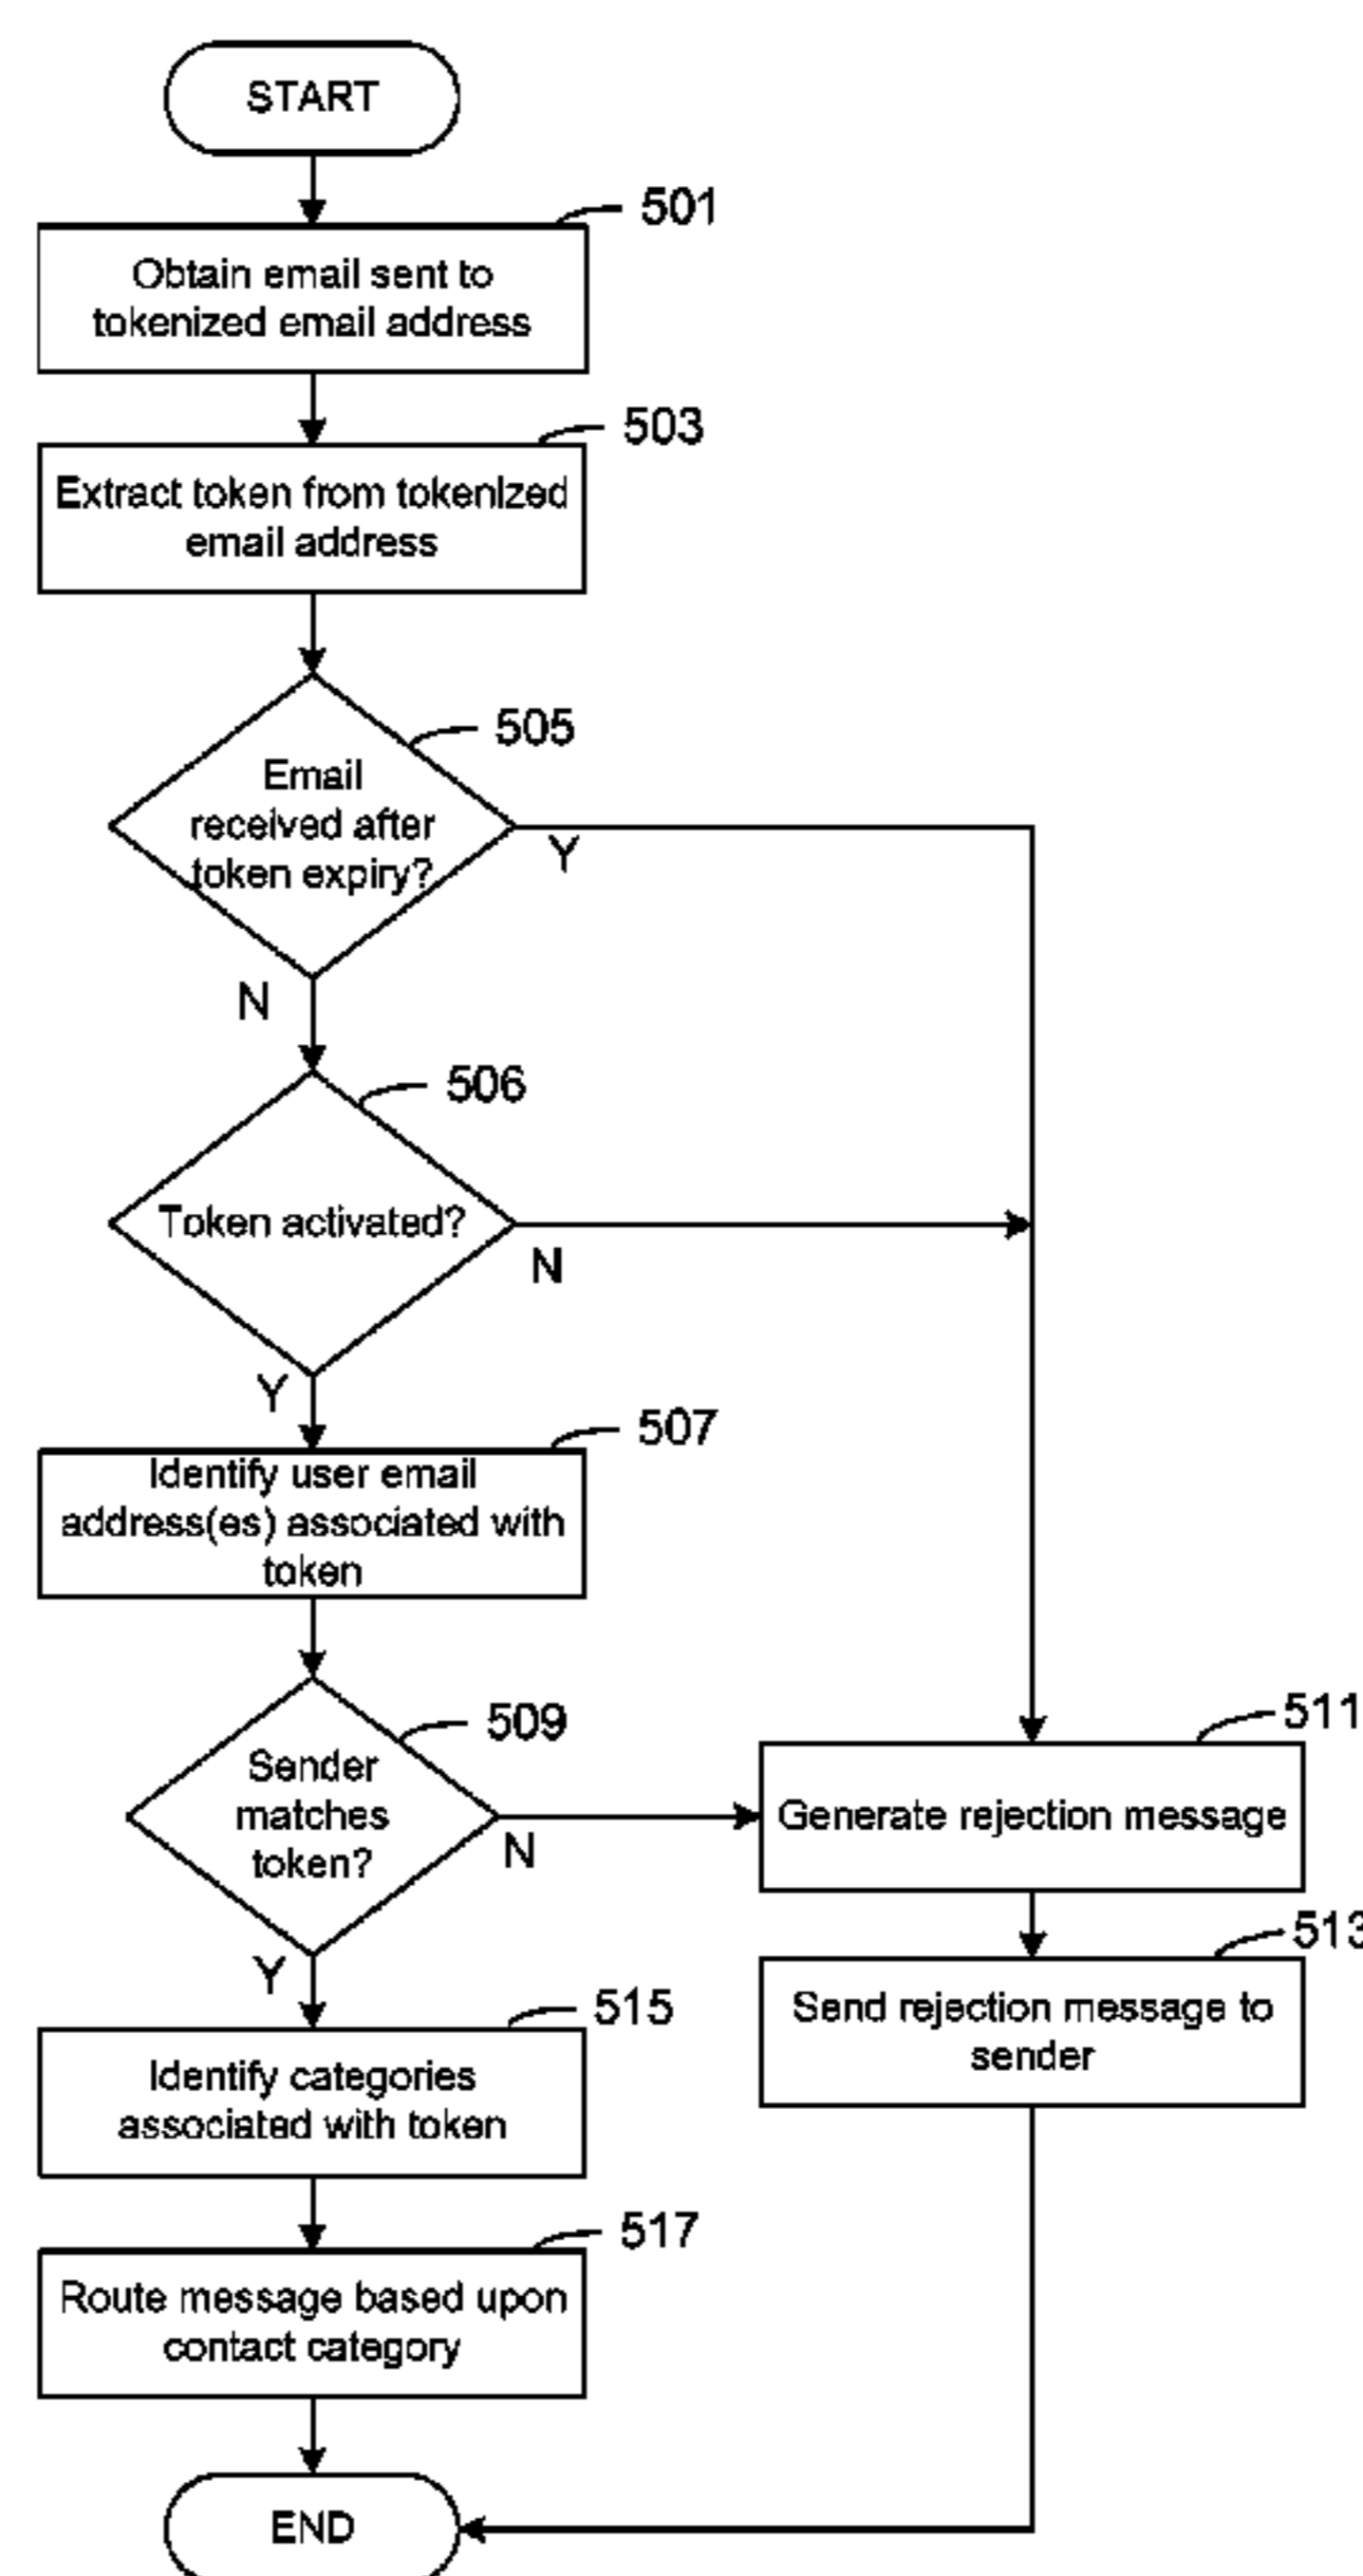 START
501
Obtain email sent to
tokenized email address
503
Extract token from tokenized
email address
505
Email
received after
token expiry?
Y
N
506
Token activated?
N
Y
507
Identify user email
address(es) associated with
token
509
Sender
matches
token?
N
Y
511
Generate rejection message
513
Send rejection message to
sender
515
Identify categories
associated with token
517
Route message based upon
contact category
END